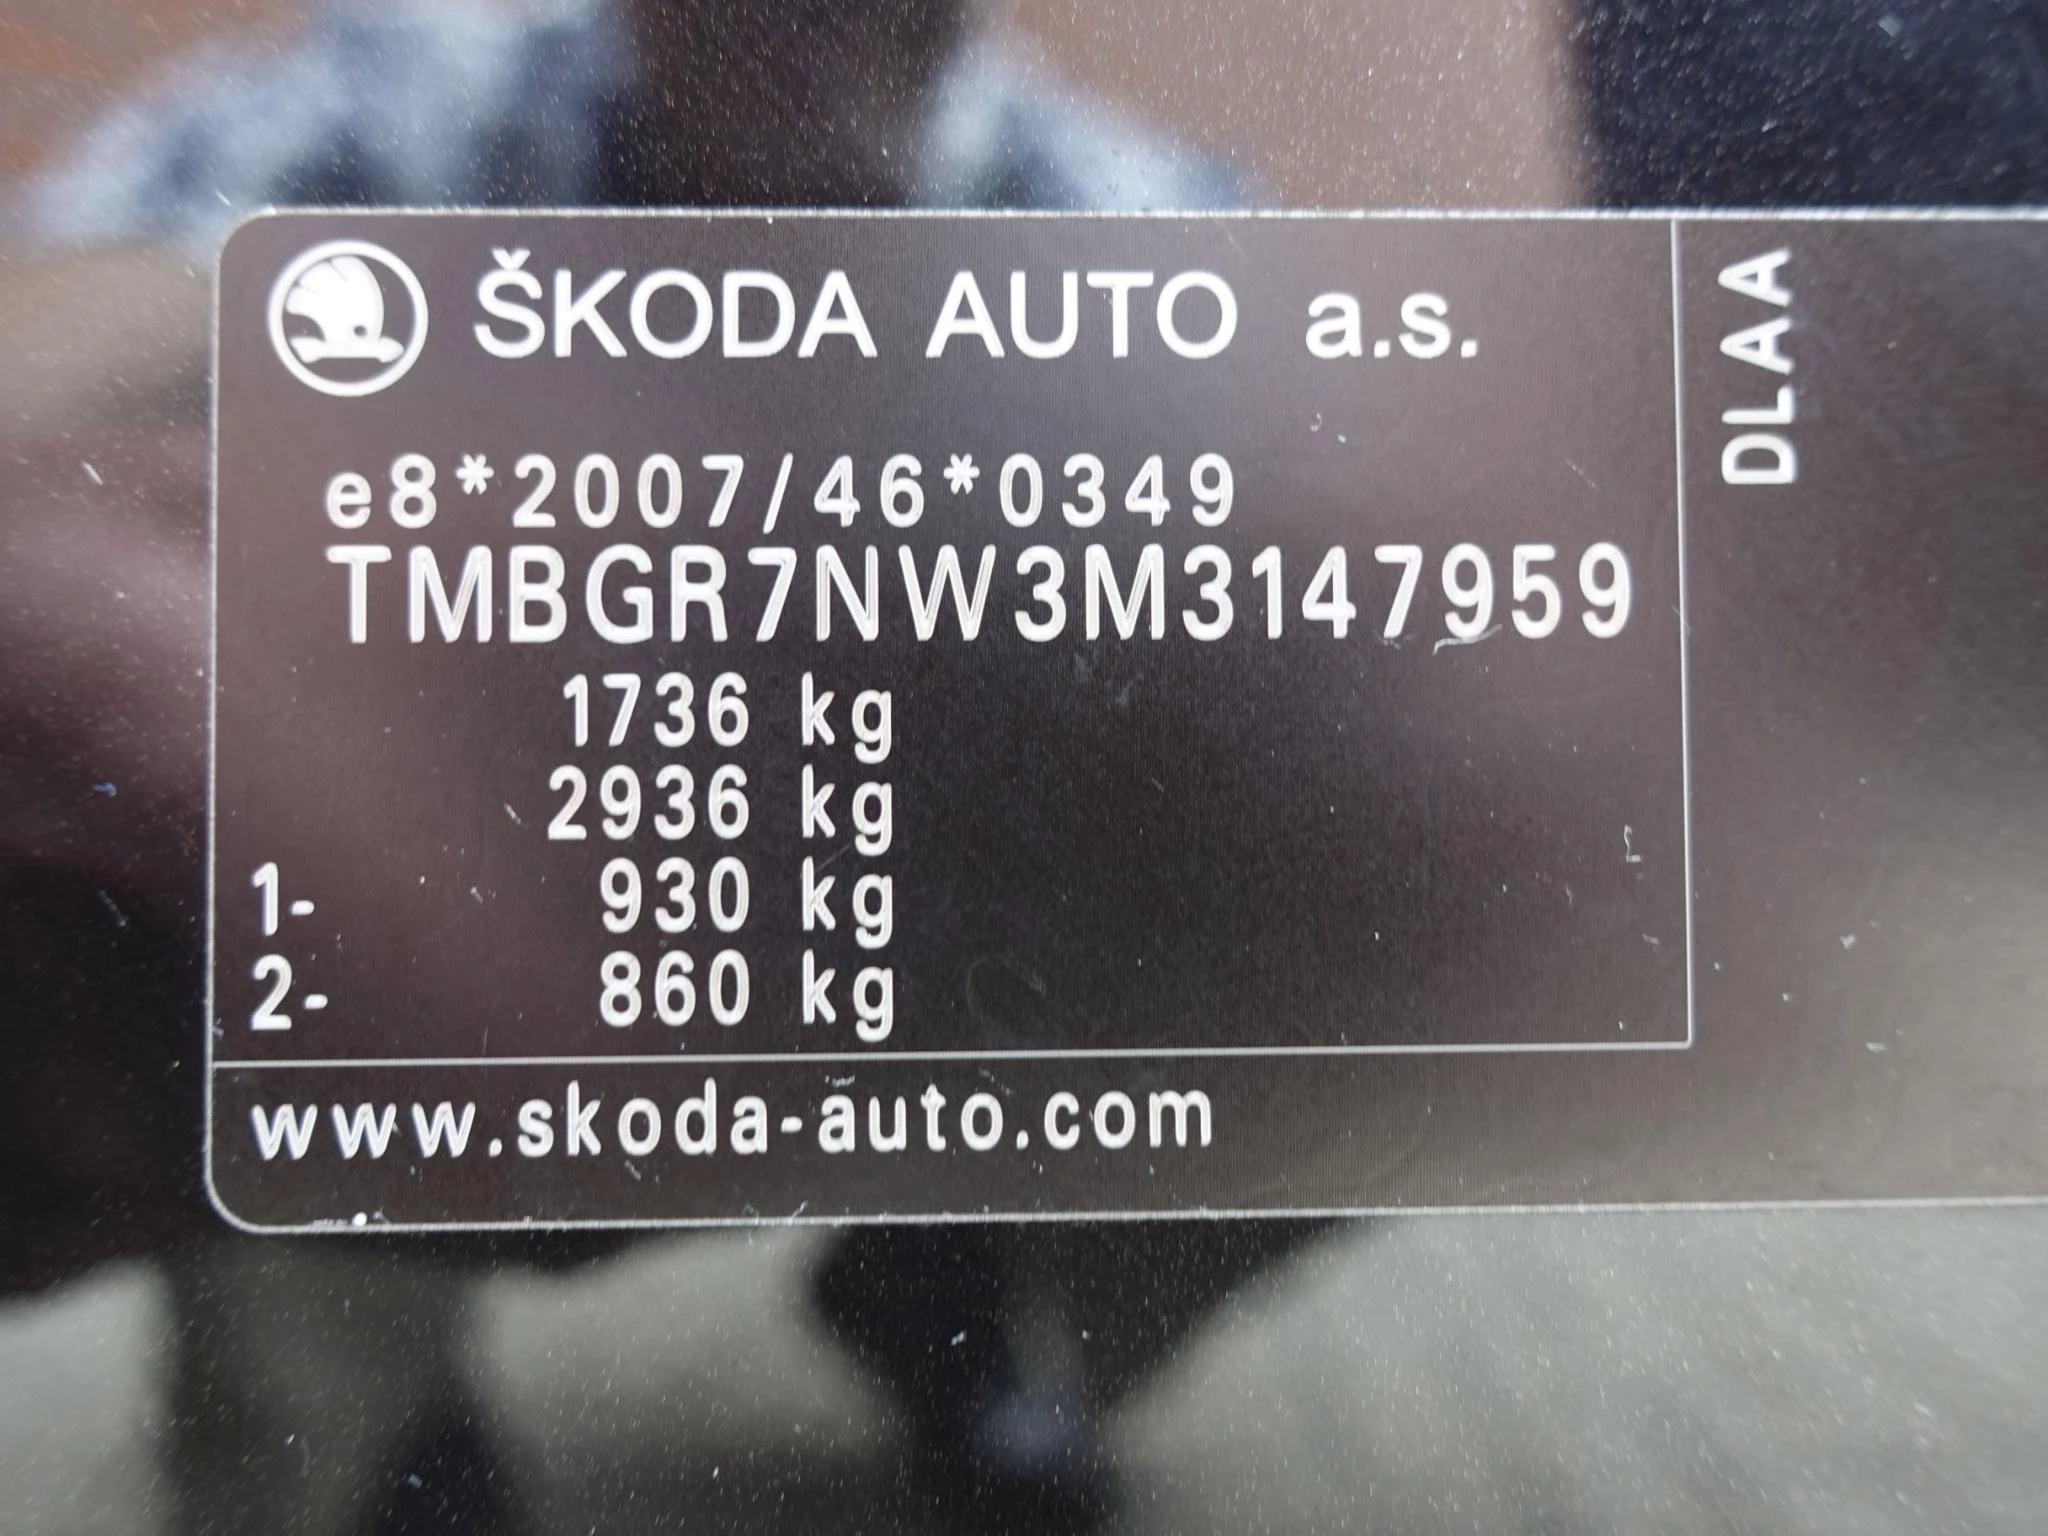 ŠKODA AUTO a.s.
e8*2007/46*0349
TMBGR7NW3M3147959
1736 kg
2936 kg
1- 930 kg
2- 860 kg
www.skoda-auto.com
DLAA